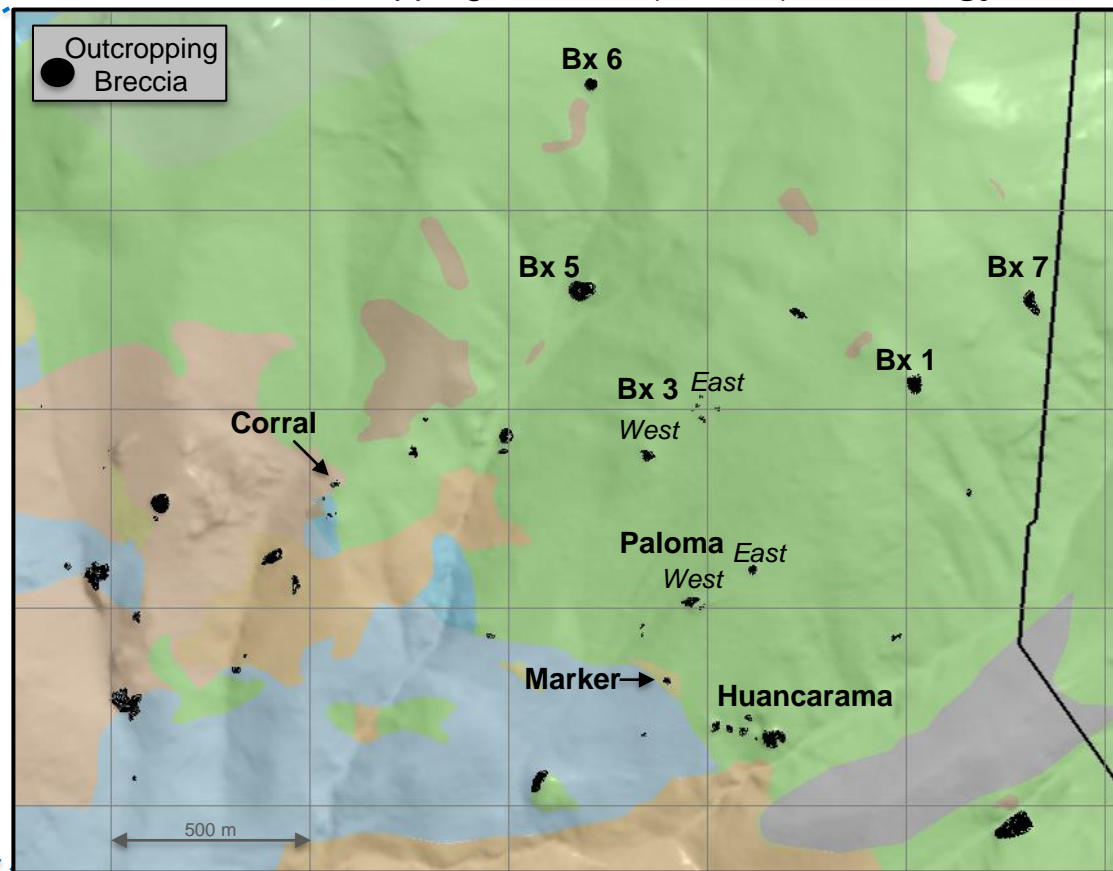 Outcropping
Breccia
Bx 6
Bx 5
Bx 7
Bx 1
Bx 3
East
West
Corral
Paloma
East
West
Marker
Huancarama
500 m